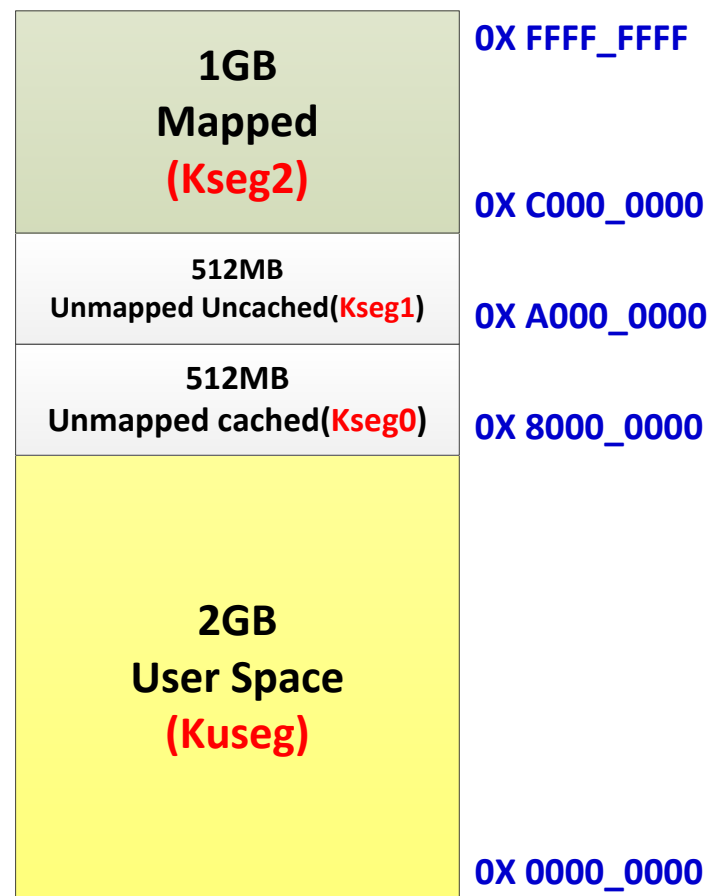 1GB
Mapped
(Kseg2)
0X FFFF_FFFF
0X C000_0000
512MB
Unmapped Uncached(Kseg1)
0X A000_0000
512MB
Unmapped cached(Kseg0)
0X 8000_0000
2GB
User Space
(Kuseg)
0X 0000_0000